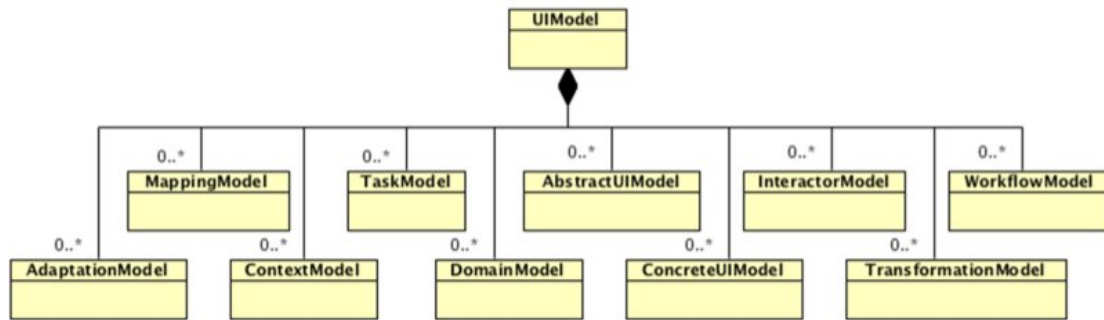 UIModel
0..* 0..* 0..* 0..* 0..*
MappingModel TaskModel AbstractUIModel InteractorModel WorkflowModel
0..* 0..* 0..* 0..* 0..*
AdaptationModel ContextModel DomainModel ConcreteUIModel TransformationModel